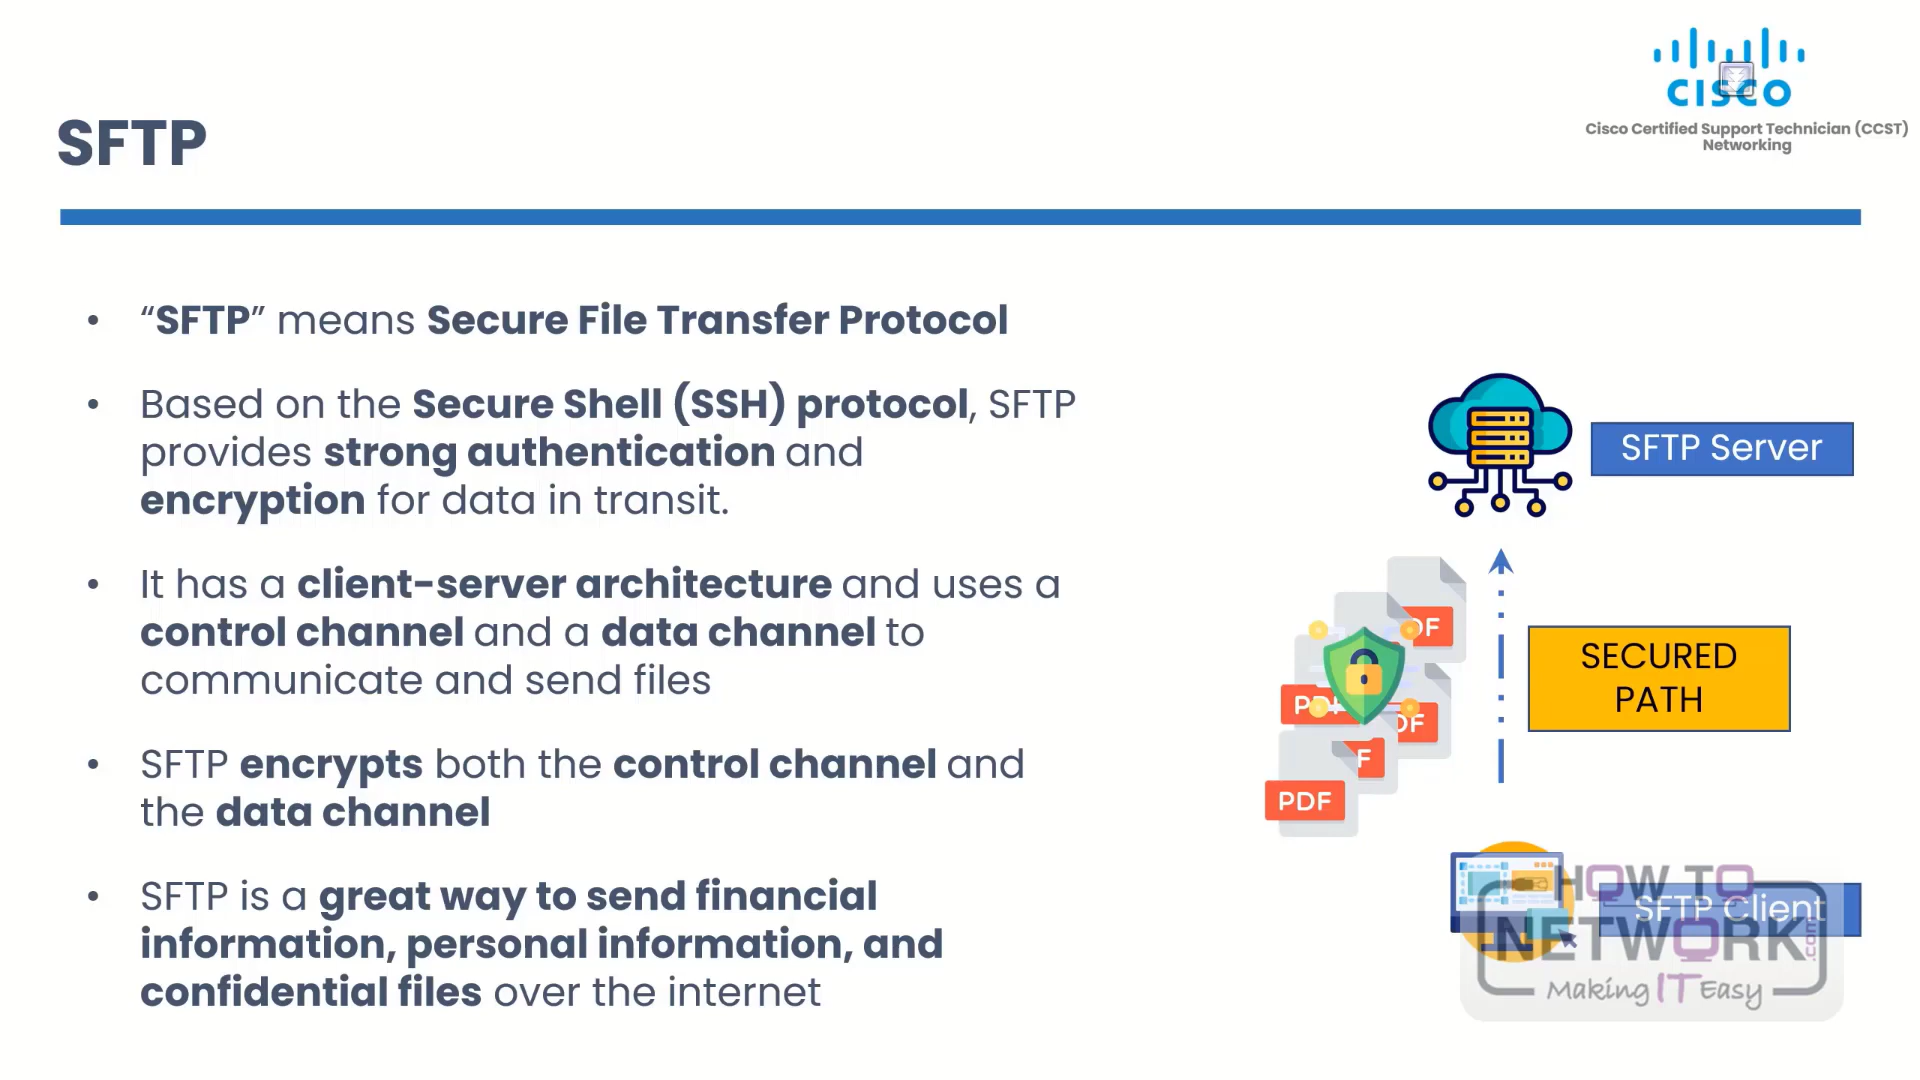 CISCO
Cisco Certified Support Technician (CCST)
Networking
SFTP
• “SFTP” means Secure File Transfer Protocol
• Based on the Secure Shell (SSH) protocol, SFTP
provides strong authentication and
encryption for data in transit.
• It has a client-server architecture and uses a
control channel and a data channel to
communicate and send files
• SFTP encrypts both the control channel and
the data channel
• SFTP is a great way to send financial
information, personal information, and
confidential files over the internet
SFTP Server
SECURED
PATH
DF
PDF
DF
F
PDF
SFTP Client
HOW TO
NETWORK.com
Making IT Easy